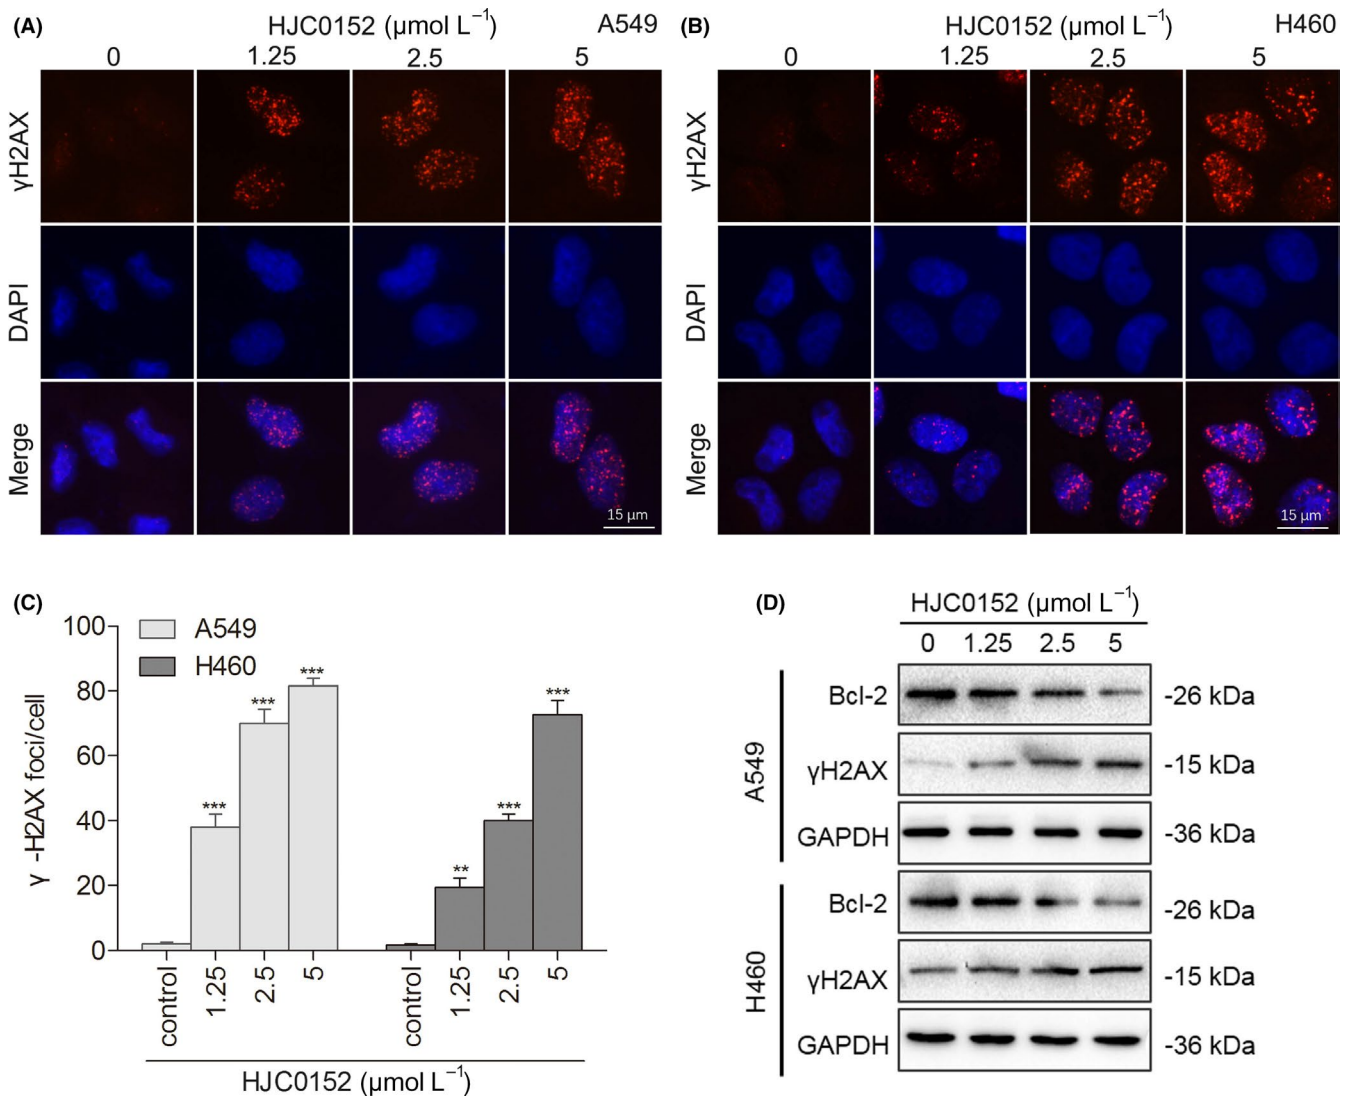 (A) HJC0152 (μmol L⁻¹) A549
0 1.25 2.5 5
γH2AX
DAPI
Merge
15 μm
(B) HJC0152 (μmol L⁻¹) H460
0 1.25 2.5 5
γH2AX
DAPI
Merge
15 μm
(C)
A549
H460
γ -H2AX foci/cell
100
80
60
40
20
0
*** *** ***
** *** ***
control 1.25 2.5 5 control 1.25 2.5 5
HJC0152 (μmol L⁻¹)
(D) HJC0152 (μmol L⁻¹)
0 1.25 2.5 5
A549
Bcl-2 -26 kDa
γH2AX -15 kDa
GAPDH -36 kDa
H460
Bcl-2 -26 kDa
γH2AX -15 kDa
GAPDH -36 kDa